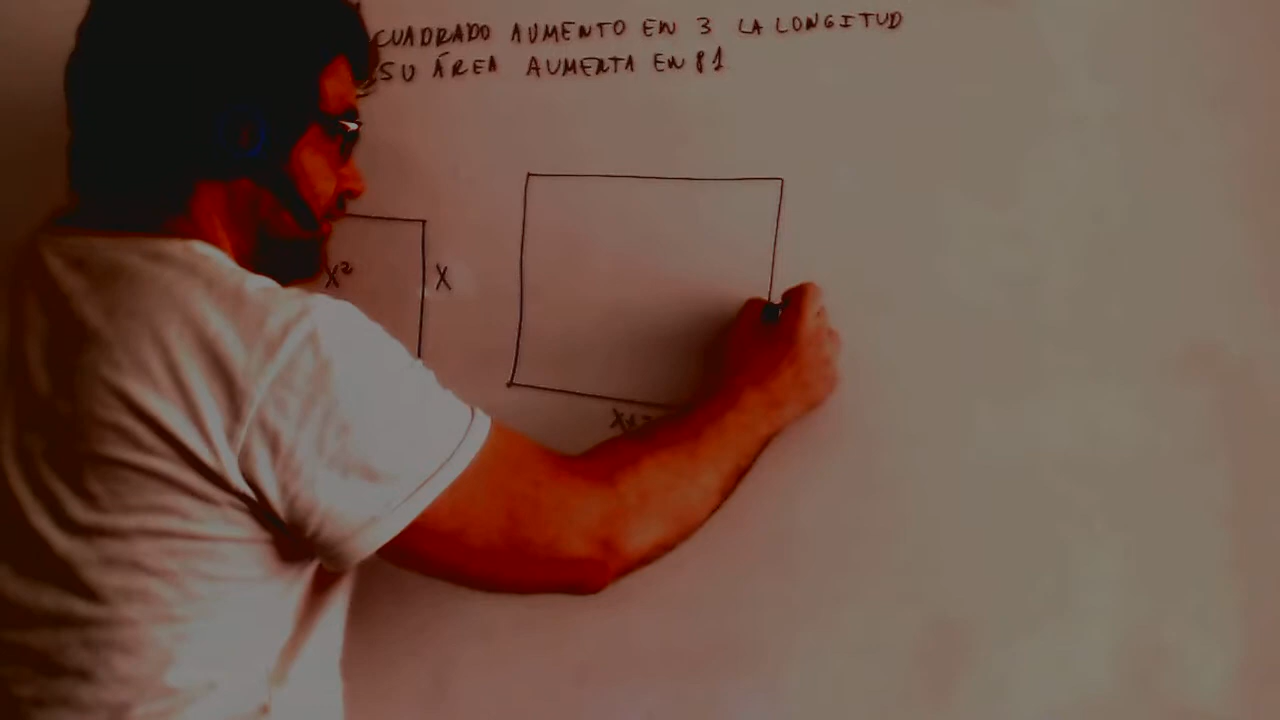 CUADRADO AUMENTO EN 3 LA LONGITUD
SU ÁREA AUMENTA EN 81
X² X